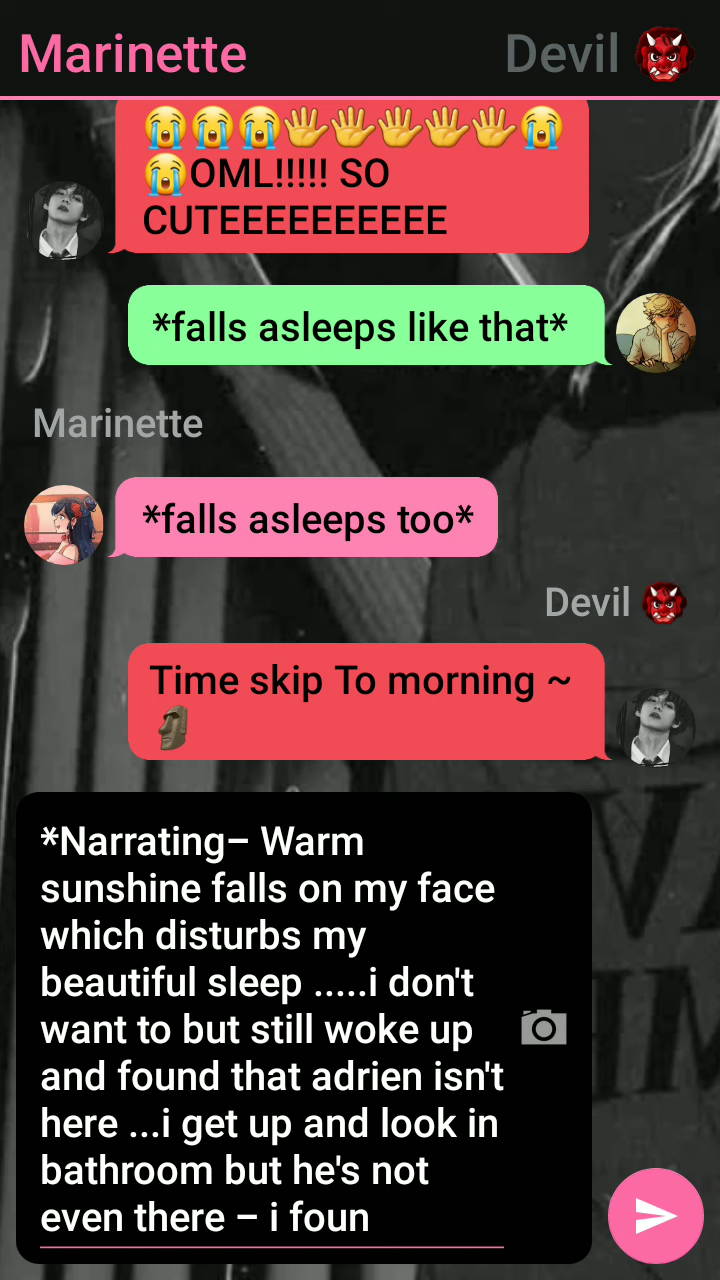 Marinette
Devil 👹
😭😭😭🖐🖐🖐🖐🖐😭
😭OML!!!!! SO
CUTEEEEEEEEEE
*falls asleeps like that*
Marinette
*falls asleeps too*
Devil 👹
Time skip To morning ~
🗿
*Narrating– Warm
sunshine falls on my face
which disturbs my
beautiful sleep .....i don't
want to but still woke up
and found that adrien isn't
here ...i get up and look in
bathroom but he's not
even there – i foun